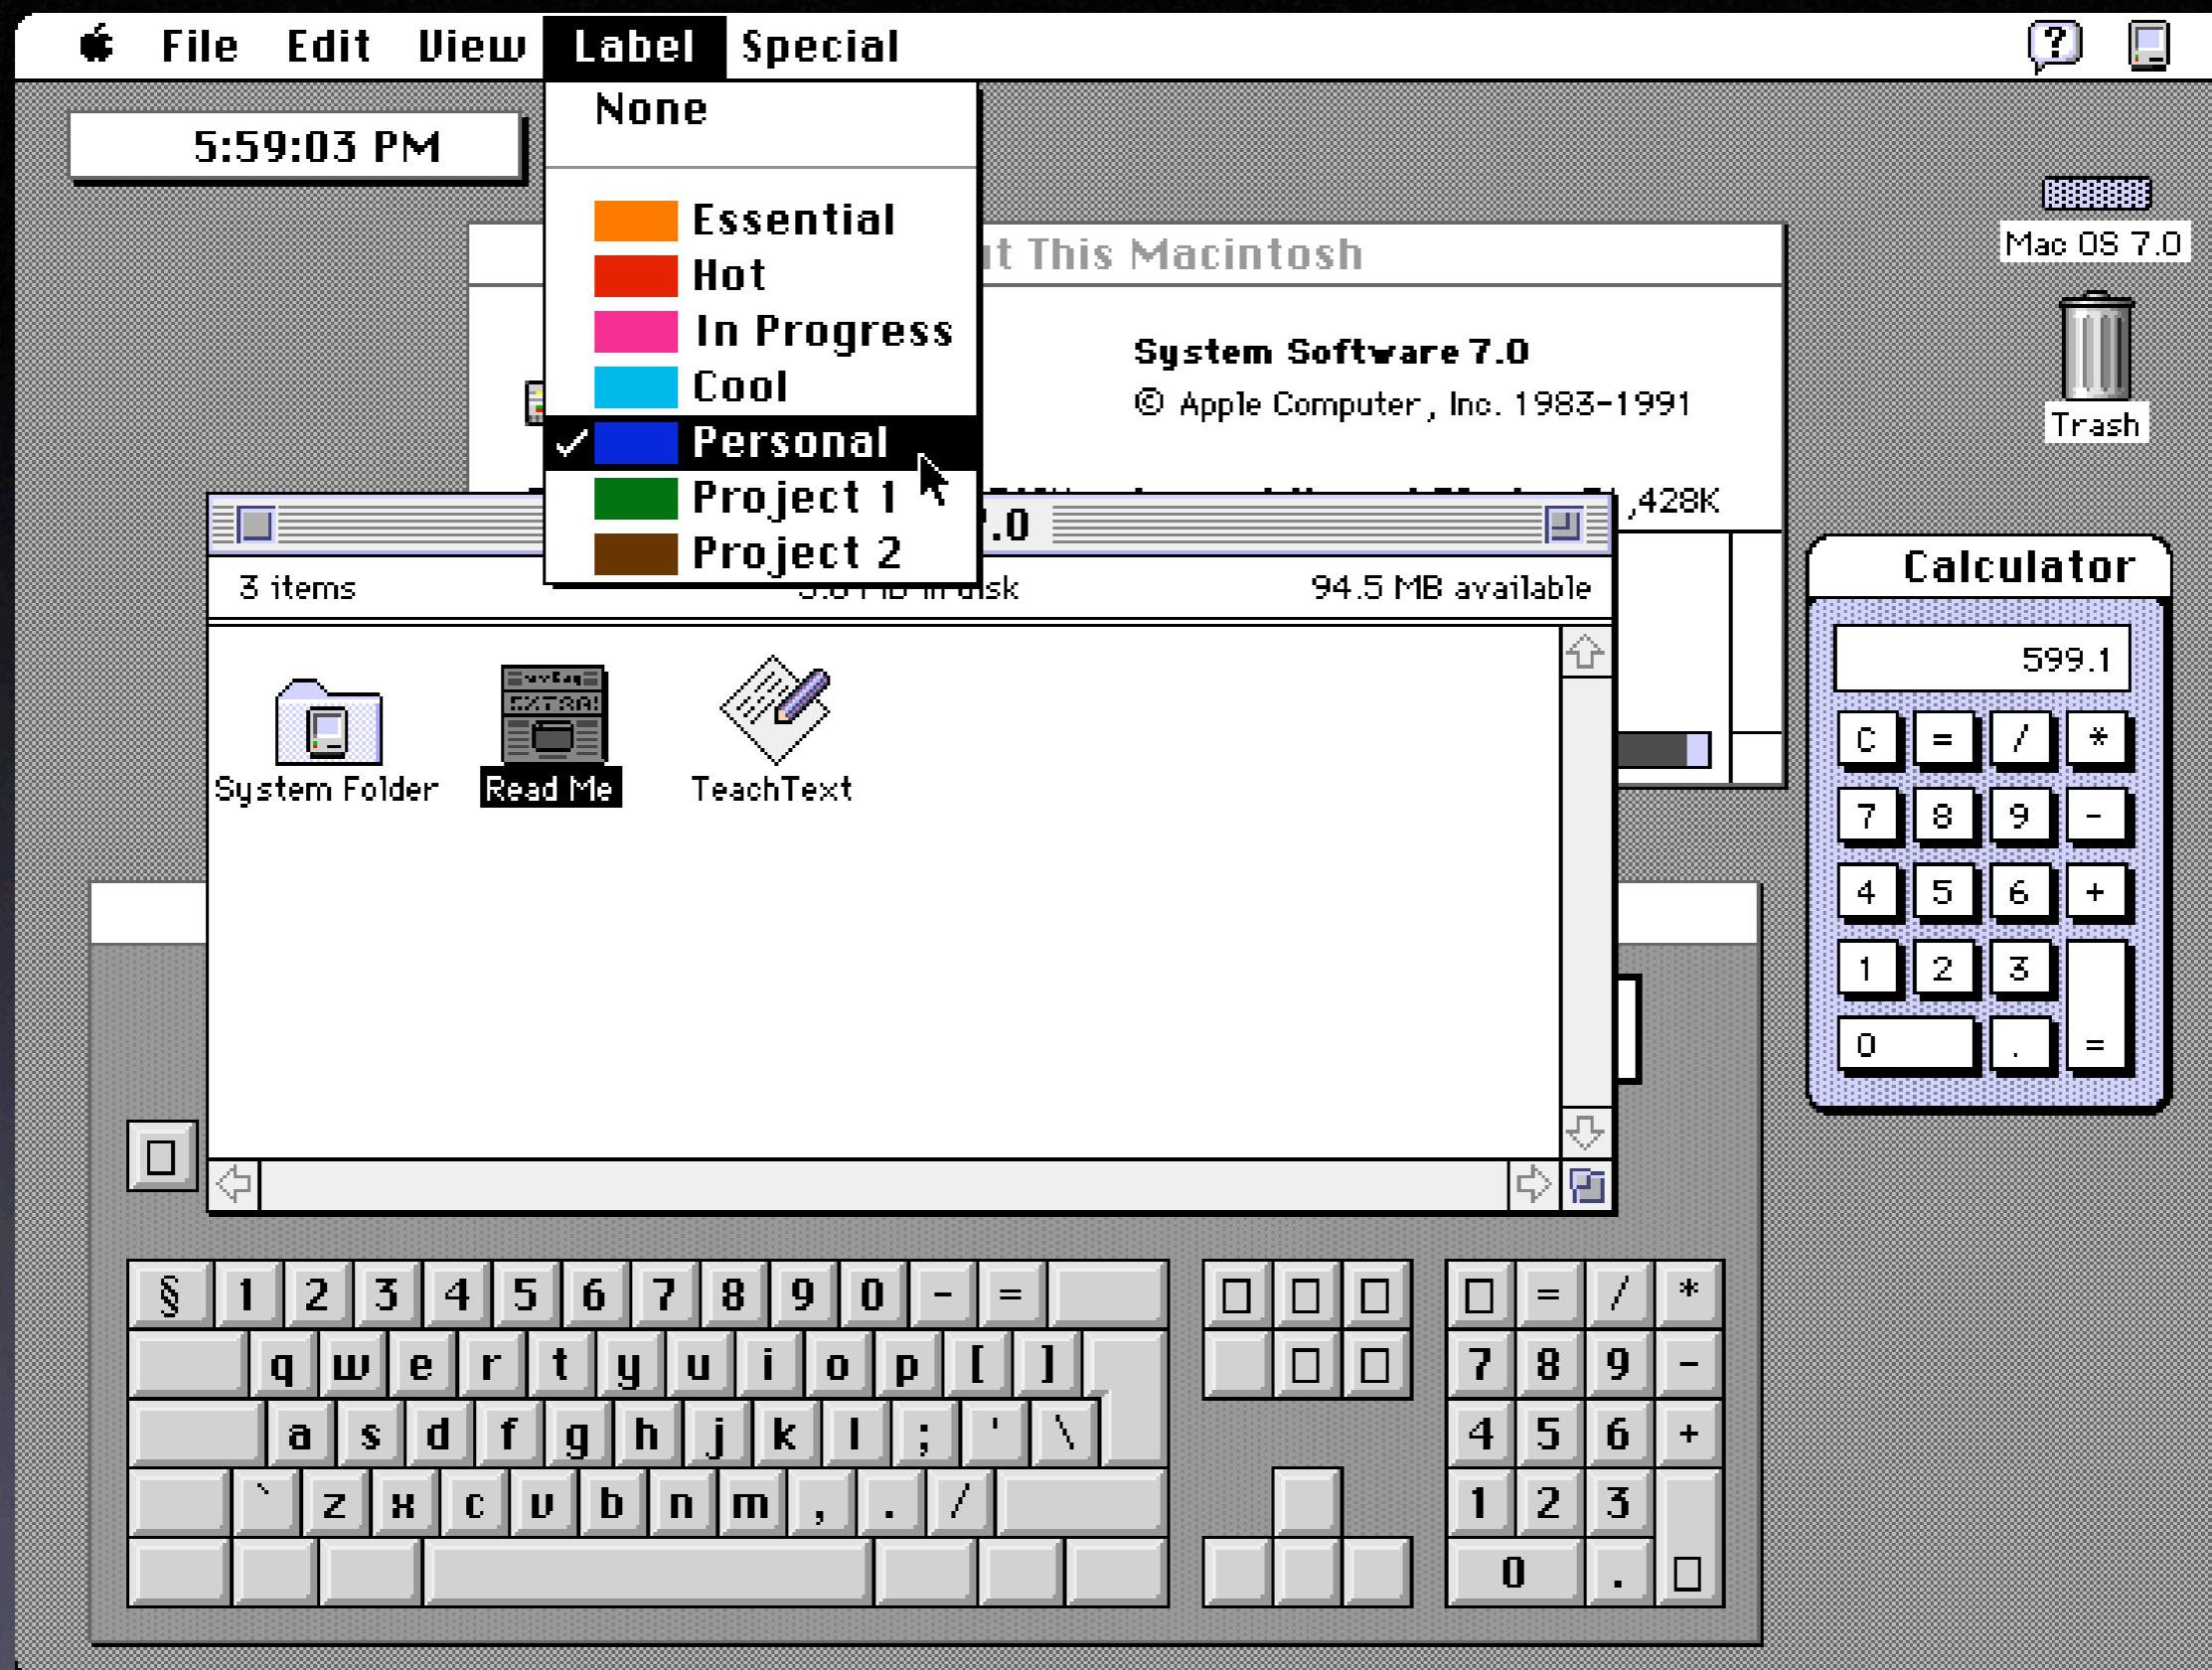 File Edit View Label Special
5:59:03 PM
None
Essential
Hot
In Progress
Cool
Personal
Project 1
Project 2
This Macintosh
System Software 7.0
© Apple Computer, Inc. 1983-1991
,428K
Mac OS 7.0
Trash
.0
3 items
disk
94.5 MB available
System Folder
Read Me
TeachText
Calculator
599.1
C = / *
7 8 9 -
4 5 6 +
1 2 3
0 . =
§ 1 2 3 4 5 6 7 8 9 0 - =
= / *
q w e r t y u i o p [ ]
7 8 9 -
a s d f g h j k l ; ' \
4 5 6 +
` z x c v b n m , . /
1 2 3
0 .